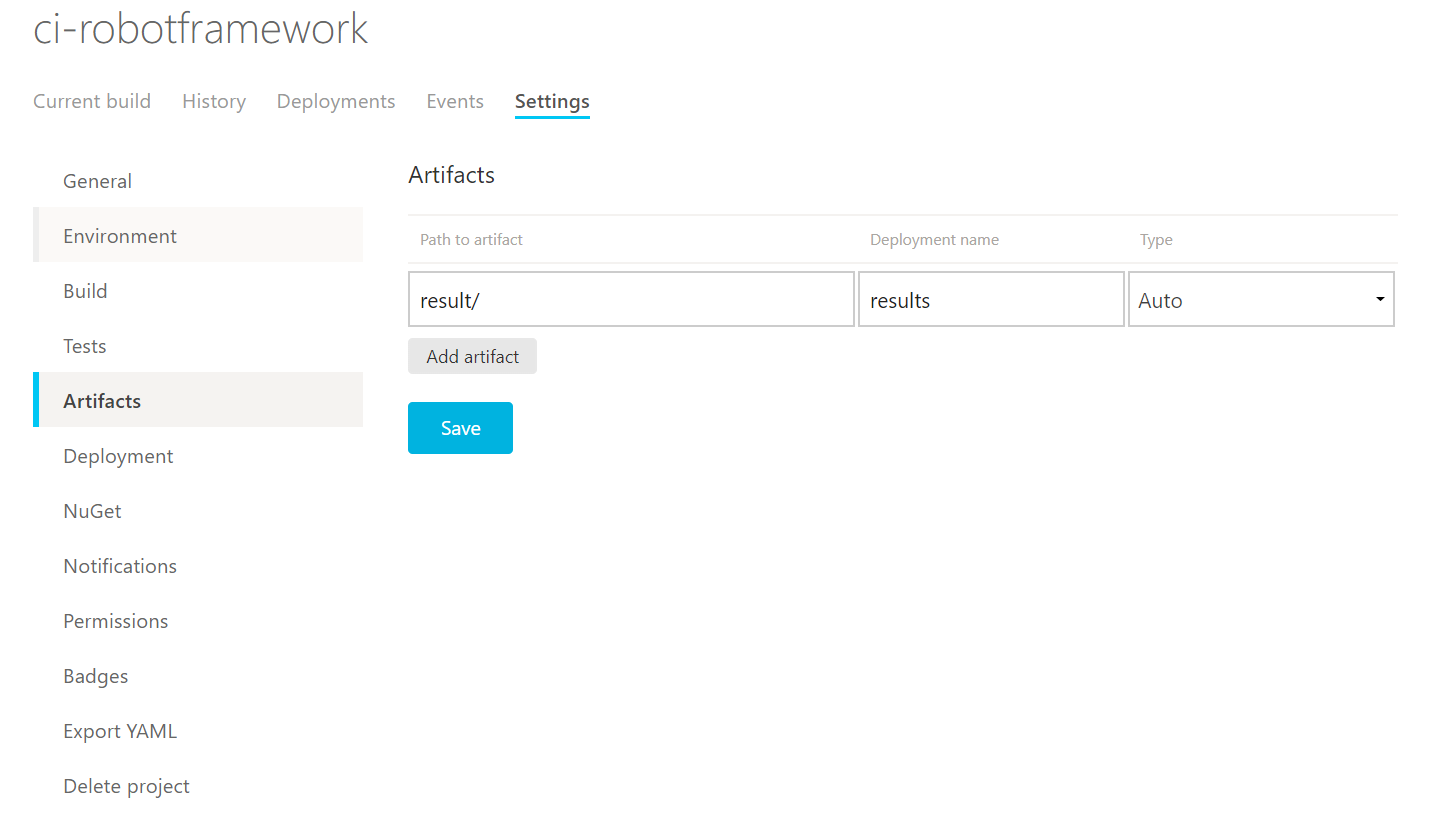 ci-robotframework
Current build History Deployments Events Settings
General
Environment
Build
Tests
Artifacts
Deployment
NuGet
Notifications
Permissions
Badges
Export YAML
Delete project
Artifacts
Path to artifact Deployment name Type
result/ results Auto
Add artifact
Save